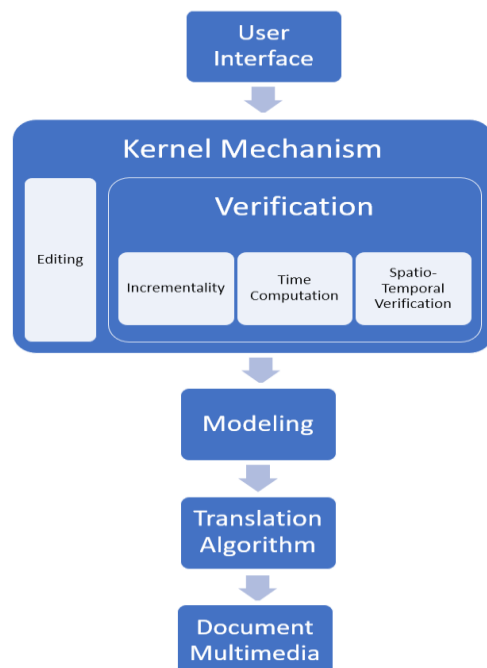 User
Interface
Kernel Mechanism
Verification
Editing
Incrementality
Time
Computation
Spatio-
Temporal
Verification
Modeling
Translation
Algorithm
Document
Multimedia